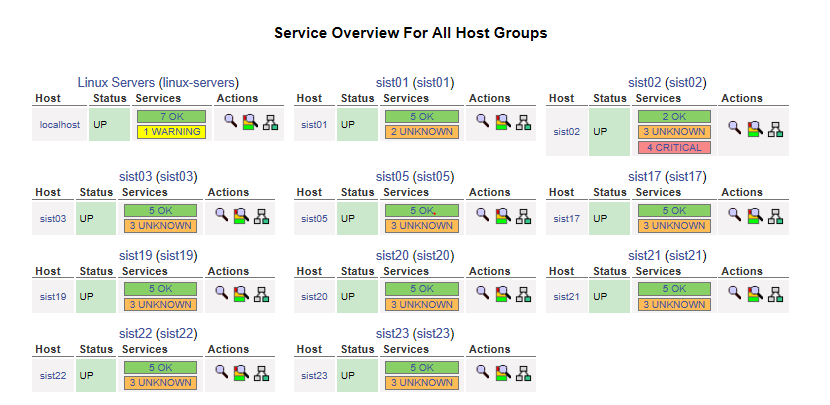 Service Overview For All Host Groups
Linux Servers (linux-servers)
Host Status Services Actions
localhost UP 7 OK
1 WARNING
sist01 (sist01)
Host Status Services Actions
sist01 UP 5 OK
2 UNKNOWN
sist02 (sist02)
Host Status Services Actions
sist02 UP 2 OK
3 UNKNOWN
4 CRITICAL
sist03 (sist03)
Host Status Services Actions
sist03 UP 5 OK
3 UNKNOWN
sist05 (sist05)
Host Status Services Actions
sist05 UP 5 OK
3 UNKNOWN
sist17 (sist17)
Host Status Services Actions
sist17 UP 5 OK
3 UNKNOWN
sist19 (sist19)
Host Status Services Actions
sist19 UP 5 OK
3 UNKNOWN
sist20 (sist20)
Host Status Services Actions
sist20 UP 5 OK
3 UNKNOWN
sist21 (sist21)
Host Status Services Actions
sist21 UP 5 OK
3 UNKNOWN
sist22 (sist22)
Host Status Services Actions
sist22 UP 5 OK
3 UNKNOWN
sist23 (sist23)
Host Status Services Actions
sist23 UP 5 OK
3 UNKNOWN